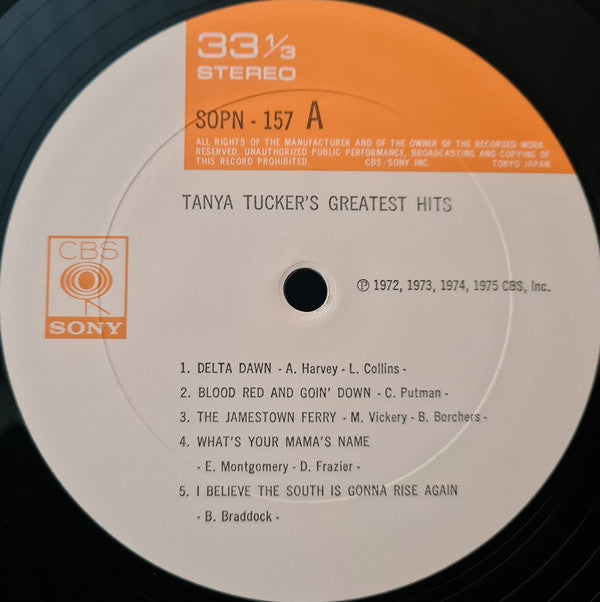 33 1/3
STEREO
SOPN - 157 A
ALL RIGHTS OF THE MANUFACTURER AND OF THE OWNER OF THE RECORDED WORK
RESERVED. UNAUTHORIZED PUBLIC PERFORMANCE, BROADCASTING AND COPYING OF
THIS RECORD PROHIBITED CBS/SONY INC. TOKYO JAPAN
TANYA TUCKER'S GREATEST HITS
CBS
SONY
℗ 1972, 1973, 1974, 1975 CBS, Inc.
1. DELTA DAWN - A. Harvey - L. Collins -
2. BLOOD RED AND GOIN' DOWN - C. Putman -
3. THE JAMESTOWN FERRY - M. Vickery - B. Borchers -
4. WHAT'S YOUR MAMA'S NAME
- E. Montgomery - D. Frazier -
5. I BELIEVE THE SOUTH IS GONNA RISE AGAIN
- B. Braddock -